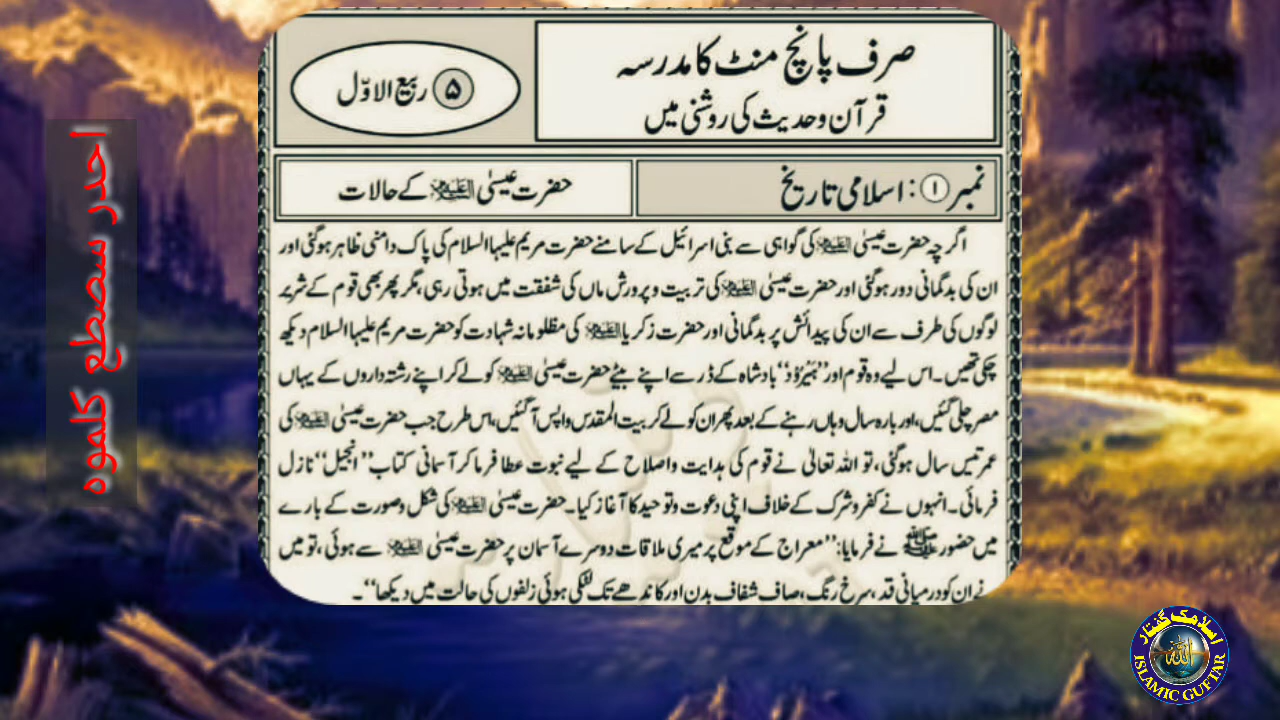 صرف پانچ منٹ کا مدرسہ
قرآن و حدیث کی روشنی میں
۵ ربیع الاوّل
نمبر ۱: اسلامی تاریخ
حضرت عیسیٰ علیہ السلام کے حالات
اگرچہ حضرت عیسیٰ علیہ السلام کی گواہی سے بنی اسرائیل کے سامنے حضرت مریم علیہا السلام کی پاک دامنی ظاہر ہوگئی اور
ان کی بدگمانی دور ہوگئی اور حضرت عیسیٰ علیہ السلام کی تربیت و پرورش ماں کی شفقت میں ہوتی رہی، مگر پھر بھی قوم کے شریر
لوگوں کی طرف سے ان کی پیدائش پر بدگمانی اور حضرت زکریا علیہ السلام کی مظلومانہ شہادت کو حضرت مریم علیہا السلام دیکھ
چکی تھیں۔ اس لیے وہ قوم اور ”ہَیْرُوْد“ بادشاہ کے ڈر سے اپنے بیٹے حضرت عیسیٰ علیہ السلام کو لے کر اپنے رشتہ داروں کے یہاں
مصر چلی گئیں، اور بارہ سال وہاں رہنے کے بعد پھر ان کو لے کر بیت المقدس واپس آگئیں، اس طرح جب حضرت عیسیٰ علیہ السلام کی
عمر تیس سال ہوگئی، تو اللہ تعالیٰ نے قوم کی ہدایت و اصلاح کے لیے نبوت عطا فرما کر آسمانی کتاب ”انجیل“ نازل
فرمائی۔ انہوں نے کفر و شرک کے خلاف اپنی دعوت و توحید کا آغاز کیا۔ حضرت عیسیٰ علیہ السلام کی شکل و صورت کے بارے
میں حضور ﷺ نے فرمایا: ”معراج کے موقع پر میری ملاقات دوسرے آسمان پر حضرت عیسیٰ علیہ السلام سے ہوئی، تو میں
نے ان کو درمیانی قد، سرخ رنگ، صاف شفاف بدن اور کاندھے تک لٹکی ہوئی زلفوں کی حالت میں دیکھا“۔
احدر سصطع کلموہ
اسلامک گفتار
ISLAMIC GUFTAR